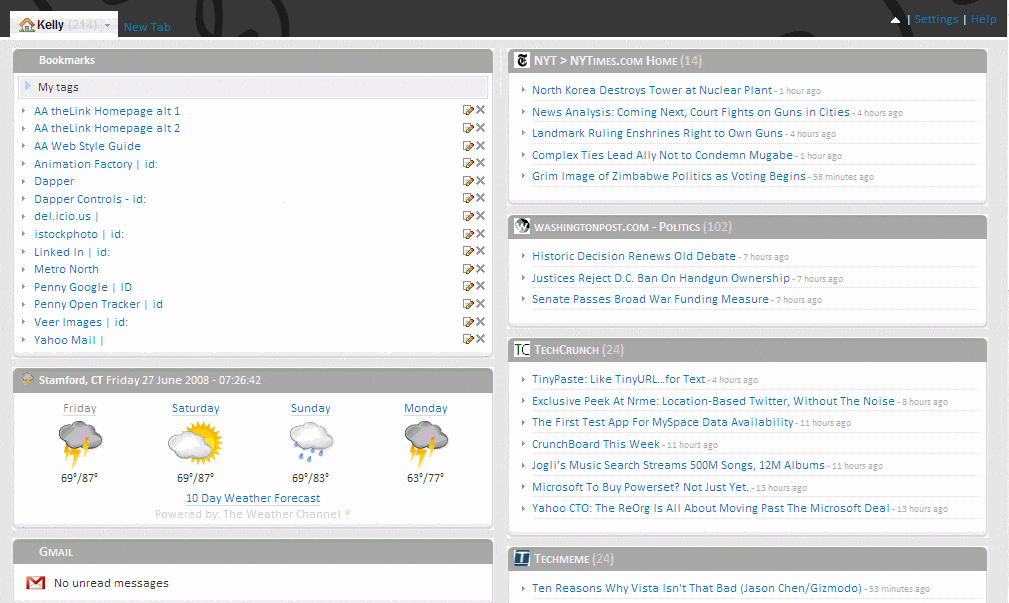 Kelly (214)
New Tab
| Settings | Help
Bookmarks
My tags
AA theLink Homepage alt 1
AA theLink Homepage alt 2
AA Web Style Guide
Animation Factory | id:
Dapper
Dapper Controls - id:
del.icio.us |
istockphoto | id:
Linked In | id:
Metro North
Penny Google | ID
Penny Open Tracker | id
Veer Images | id:
Yahoo Mail |
Stamford, CT Friday 27 June 2008 - 07:26:42
Friday Saturday Sunday Monday
69°/87° 69°/87° 69°/83° 63°/77°
10 Day Weather Forecast
Powered by: The Weather Channel ®
Gmail
No unread messages
NYT > NYTimes.com Home (14)
North Korea Destroys Tower at Nuclear Plant - 1 hour ago
News Analysis: Coming Next, Court Fights on Guns in Cities - 4 hours ago
Landmark Ruling Enshrines Right to Own Guns - 4 hours ago
Complex Ties Lead Ally Not to Condemn Mugabe - 1 hour ago
Grim Image of Zimbabwe Politics as Voting Begins - 58 minutes ago
washingtonpost.com - Politics (102)
Historic Decision Renews Old Debate - 7 hours ago
Justices Reject D.C. Ban On Handgun Ownership - 7 hours ago
Senate Passes Broad War Funding Measure - 7 hours ago
TC TechCrunch (24)
TinyPaste: Like TinyURL...for Text - 4 hours ago
Exclusive Peek At Nrme: Location-Based Twitter, Without The Noise - 8 hours ago
The First Test App For MySpace Data Availability - 11 hours ago
CrunchBoard This Week - 11 hours ago
Jogli's Music Search Streams 500M Songs, 12M Albums - 11 hours ago
Microsoft To Buy Powerset? Not Just Yet. - 13 hours ago
Yahoo CTO: The ReOrg Is All About Moving Past The Microsoft Deal - 13 hours ago
T Techmeme (24)
Ten Reasons Why Vista Isn't That Bad (Jason Chen/Gizmodo) - 53 minutes ago